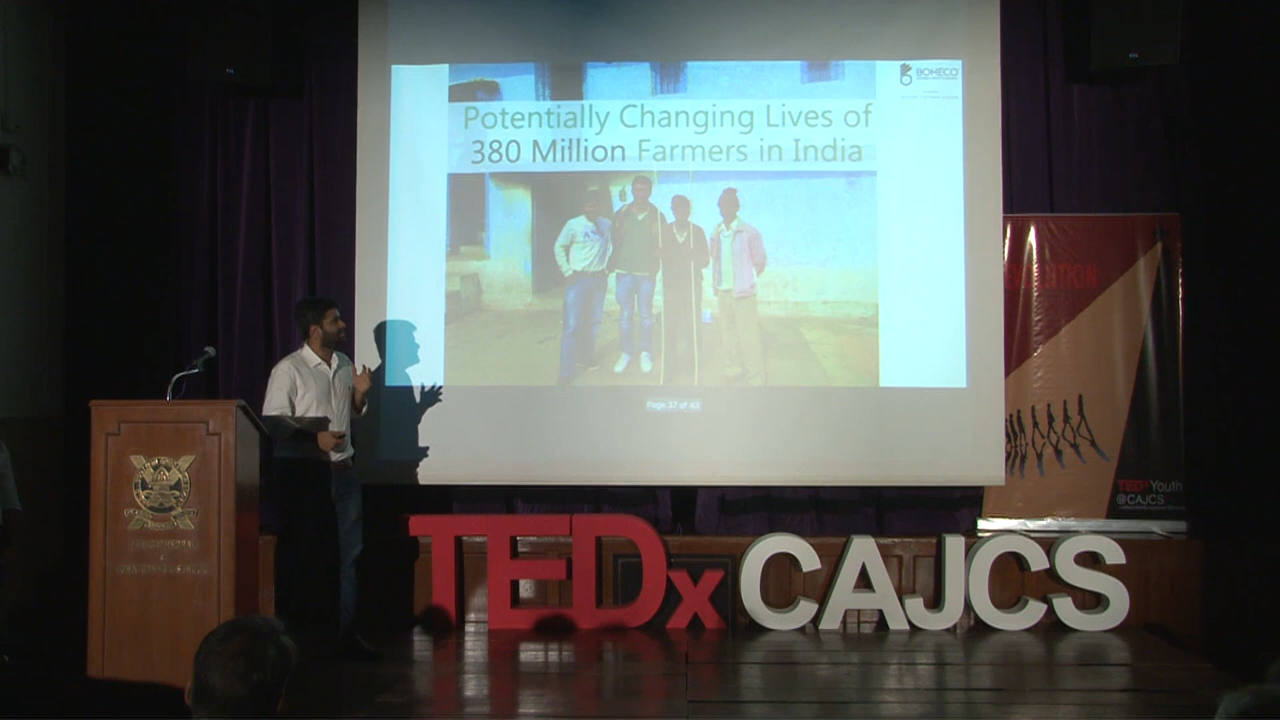 BOHECO
Potentially Changing Lives of
380 Million Farmers in India
Page 37 of 43
TEDxYouth
@CAJCS
TEDxCAJCS